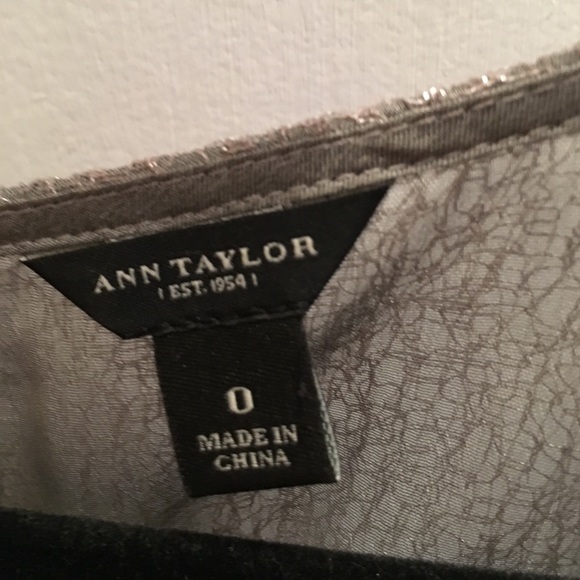 ANN TAYLOR
| EST. 1954 |
0
MADE IN
CHINA